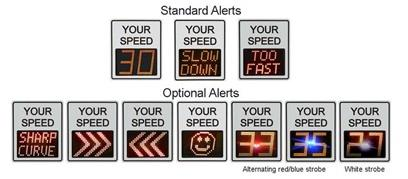 Standard Alerts
YOUR SPEED 30
YOUR SPEED SLOW DOWN
YOUR SPEED TOO FAST
Optional Alerts
YOUR SPEED SHARP CURVE
YOUR SPEED
YOUR SPEED
YOUR SPEED
YOUR SPEED 33
YOUR SPEED 35
YOUR SPEED 27
Alternating red/blue strobe
White strobe